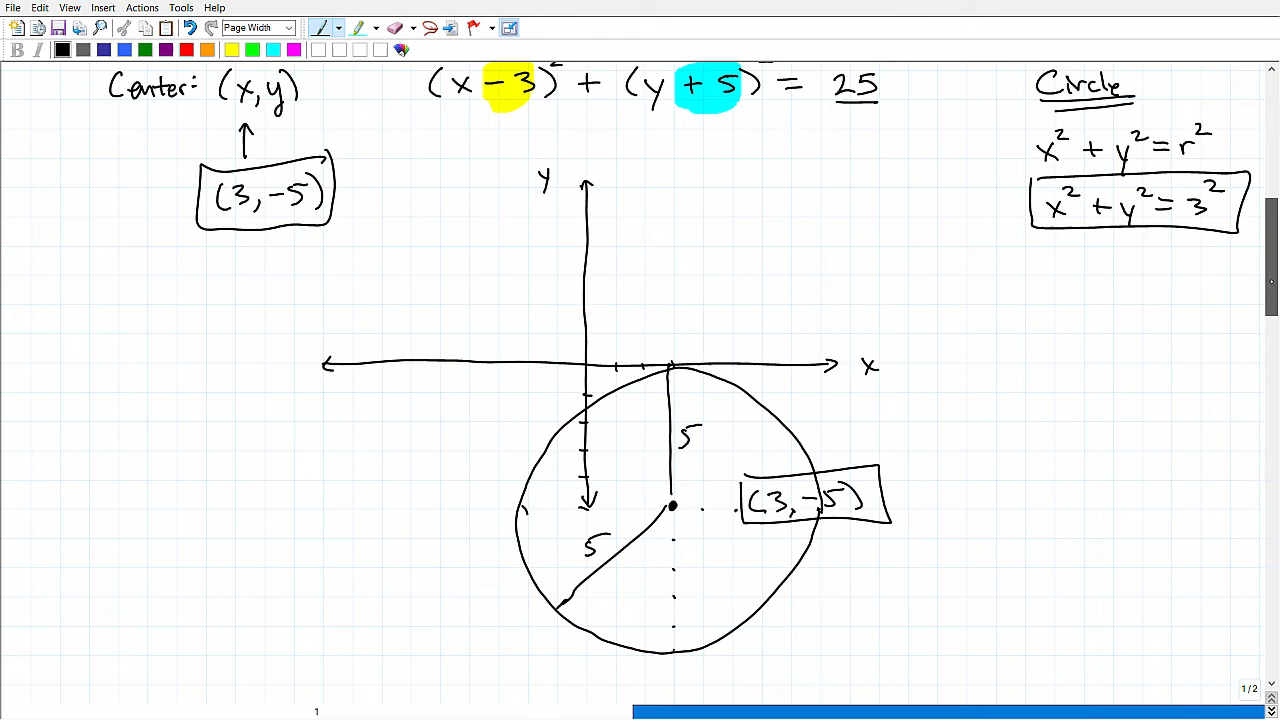 File Edit View Insert Actions Tools Help
Page Width
B I
Center: (x,y)
(x - 3)² + (y + 5)² = 25
Circle
x² + y² = r²
(3, -5)
x² + y² = 3²
y
x
5
(3, -5)
5
1/2
1